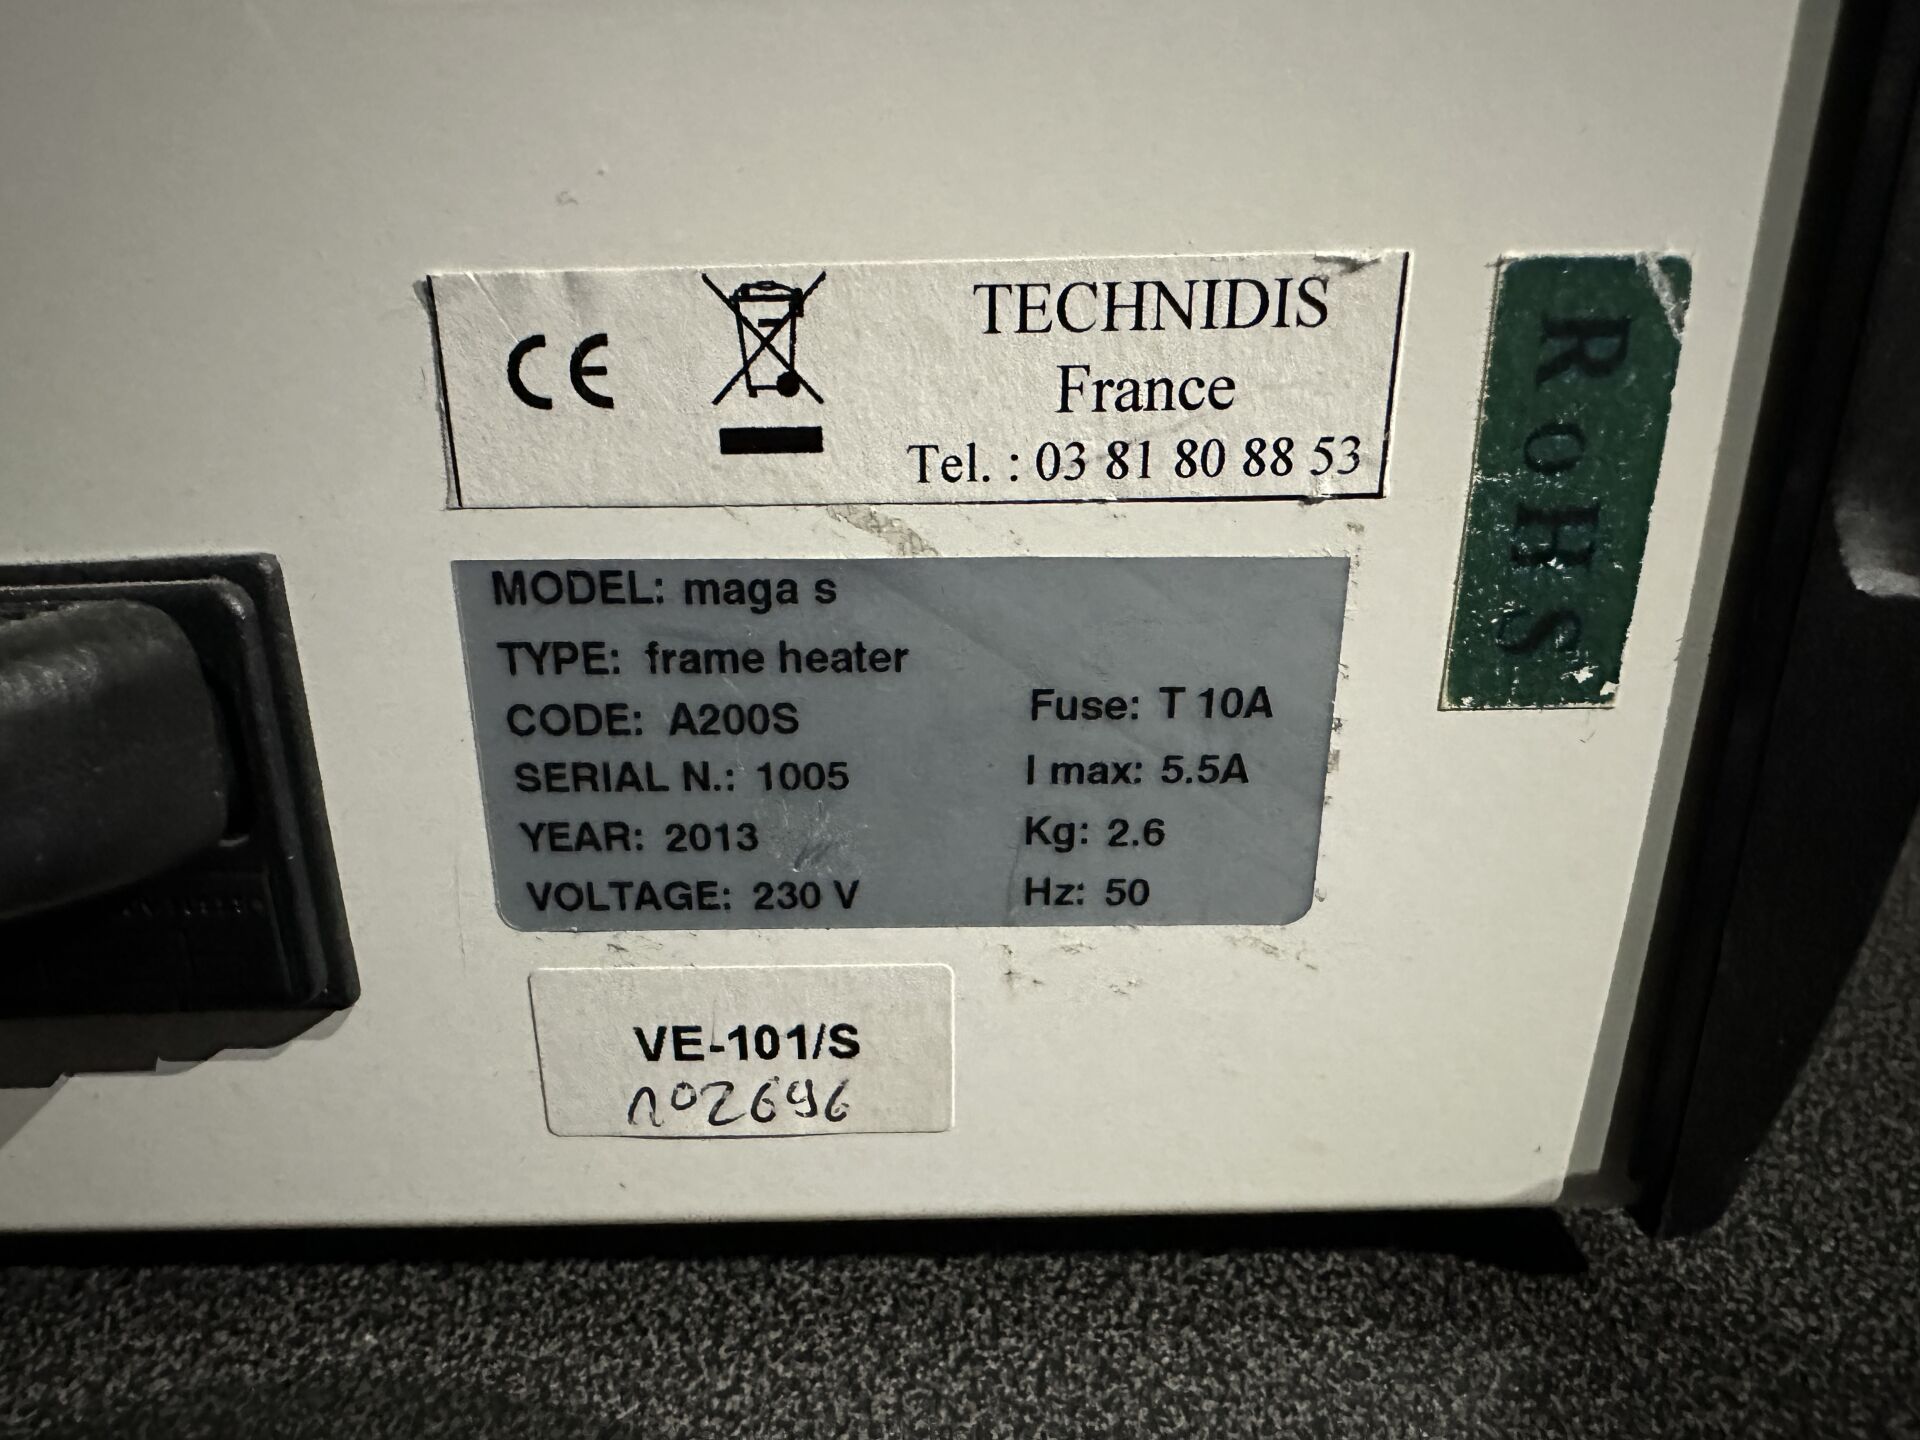 CE
TECHNIDIS
France
Tel. : 03 81 80 88 53
RoHS
MODEL: maga s
TYPE: frame heater
CODE: A200S
SERIAL N.: 1005
YEAR: 2013
VOLTAGE: 230 V
Fuse: T 10A
I max: 5.5A
Kg: 2.6
Hz: 50
VE-101/S
102696